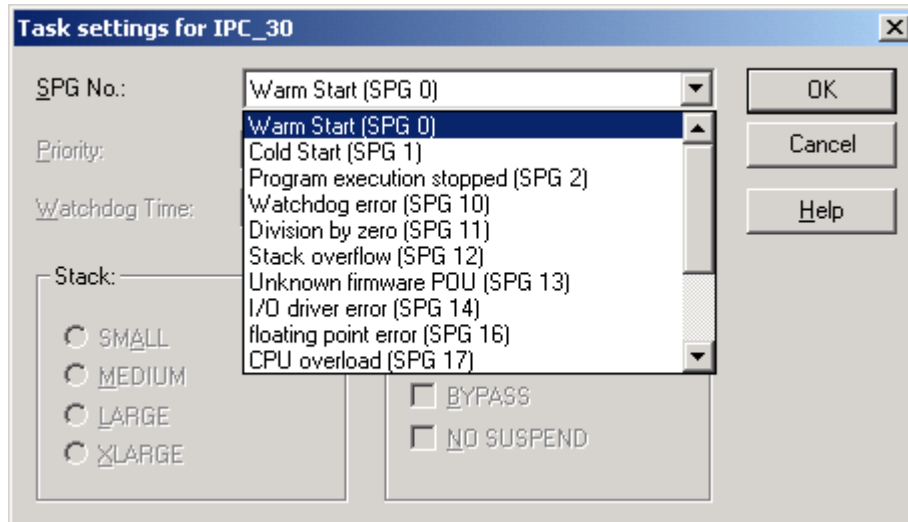 Task settings for IPC_30
SPG No.:
Warm Start (SPG 0)
OK
Warm Start (SPG 0)
Cold Start (SPG 1)
Program execution stopped (SPG 2)
Watchdog error (SPG 10)
Division by zero (SPG 11)
Stack overflow (SPG 12)
Unknown firmware POU (SPG 13)
I/O driver error (SPG 14)
floating point error (SPG 16)
CPU overload (SPG 17)
Priority:
Cancel
Watchdog Time:
Help
Stack:
SMALL
MEDIUM
LARGE
XLARGE
BYPASS
NO SUSPEND